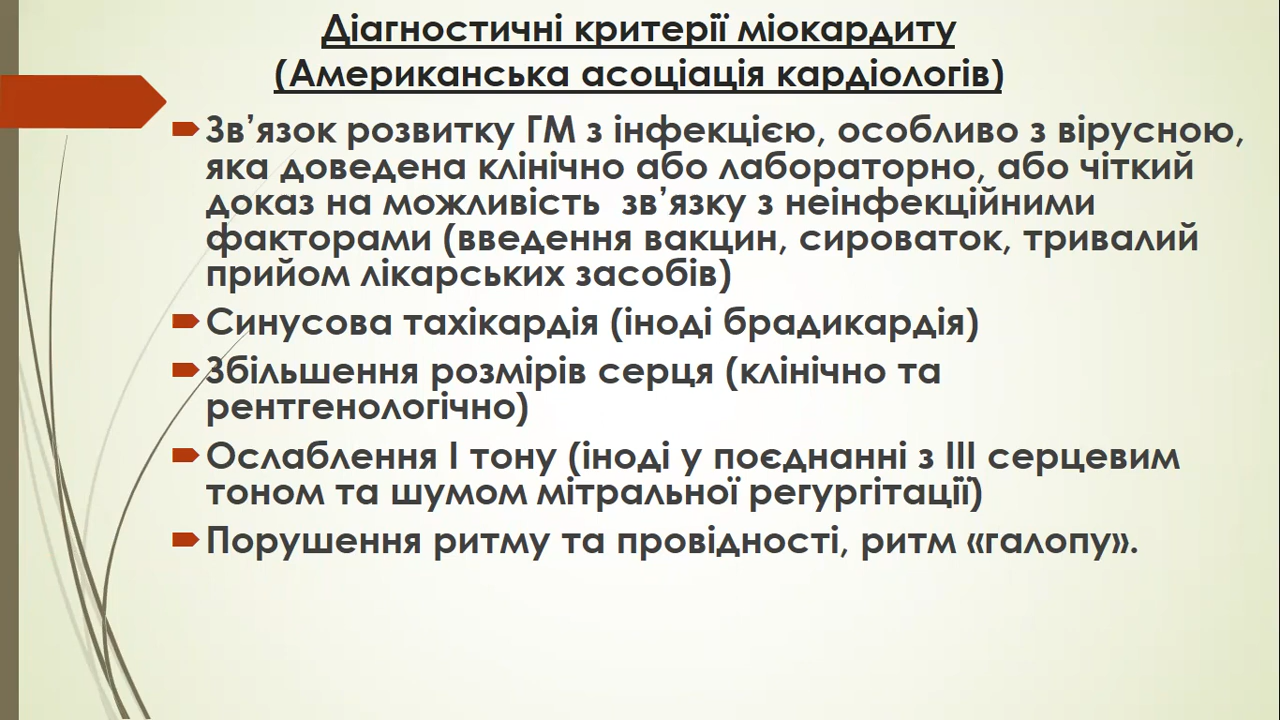 Діагностичні критерії міокардиту
(Американська асоціація кардіологів)
Зв’язок розвитку ГМ з інфекцією, особливо з вірусною,
яка доведена клінічно або лабораторно, або чіткий
доказ на можливість зв’язку з неінфекційними
факторами (введення вакцин, сироваток, тривалий
прийом лікарських засобів)
Синусова тахікардія (іноді брадикардія)
Збільшення розмірів серця (клінічно та
рентгенологічно)
Ослаблення І тону (іноді у поєднанні з ІІІ серцевим
тоном та шумом мітральної регургітації)
Порушення ритму та провідності, ритм «галопу».